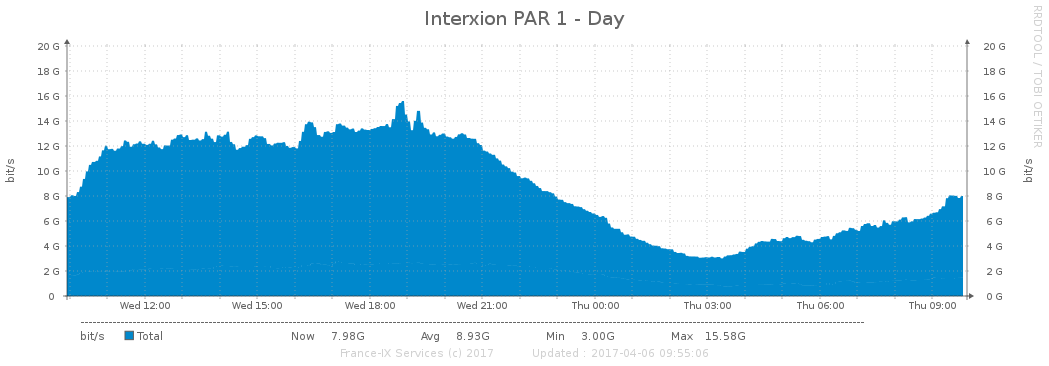 Interxion PAR 1 - Day
RRDTOOL / TOBI OETIKER
20 G 20 G
18 G 18 G
16 G 16 G
14 G 14 G
12 G 12 G
10 G 10 G
8 G 8 G
6 G 6 G
4 G 4 G
2 G 2 G
0 0 G
bit/s bit/s
Wed 12:00 Wed 15:00 Wed 18:00 Wed 21:00 Thu 00:00 Thu 03:00 Thu 06:00 Thu 09:00
bit/s Total Now 7.98G Avg 8.93G Min 3.00G Max 15.58G
France-IX Services (c) 2017 Updated : 2017-04-06 09:55:06